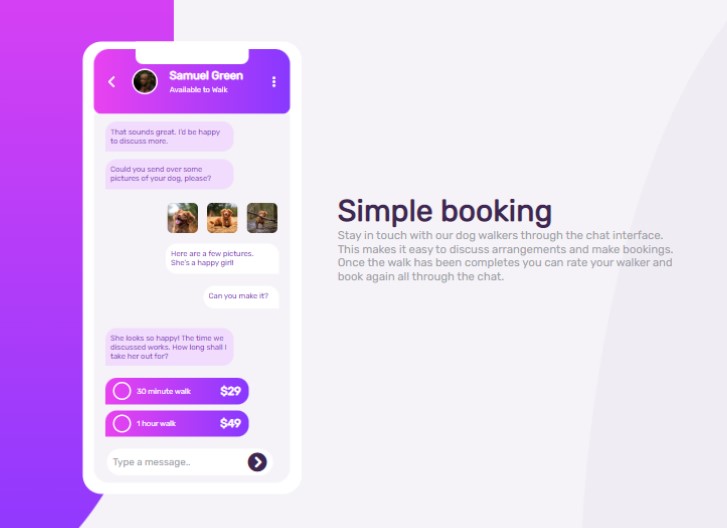 Samuel Green
Available to Walk
That sounds great. I'd be happy
to discuss more.
Could you send over some
pictures of your dog, please?
Here are a few pictures.
She's a happy girl!
Can you make it?
She looks so happy! The time we
discussed works. How long shall I
take her out for?
30 minute walk $29
1 hour walk $49
Type a message..
Simple booking
Stay in touch with our dog walkers through the chat interface.
This makes it easy to discuss arrangements and make bookings.
Once the walk has been completes you can rate your walker and
book again all through the chat.